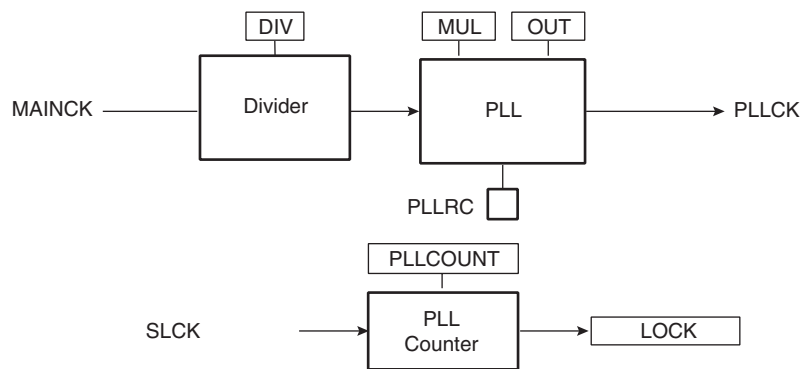 DIV
MUL
OUT
MAINCK
Divider
PLL
PLLCK
PLLRC
PLLCOUNT
SLCK
PLL
Counter
LOCK